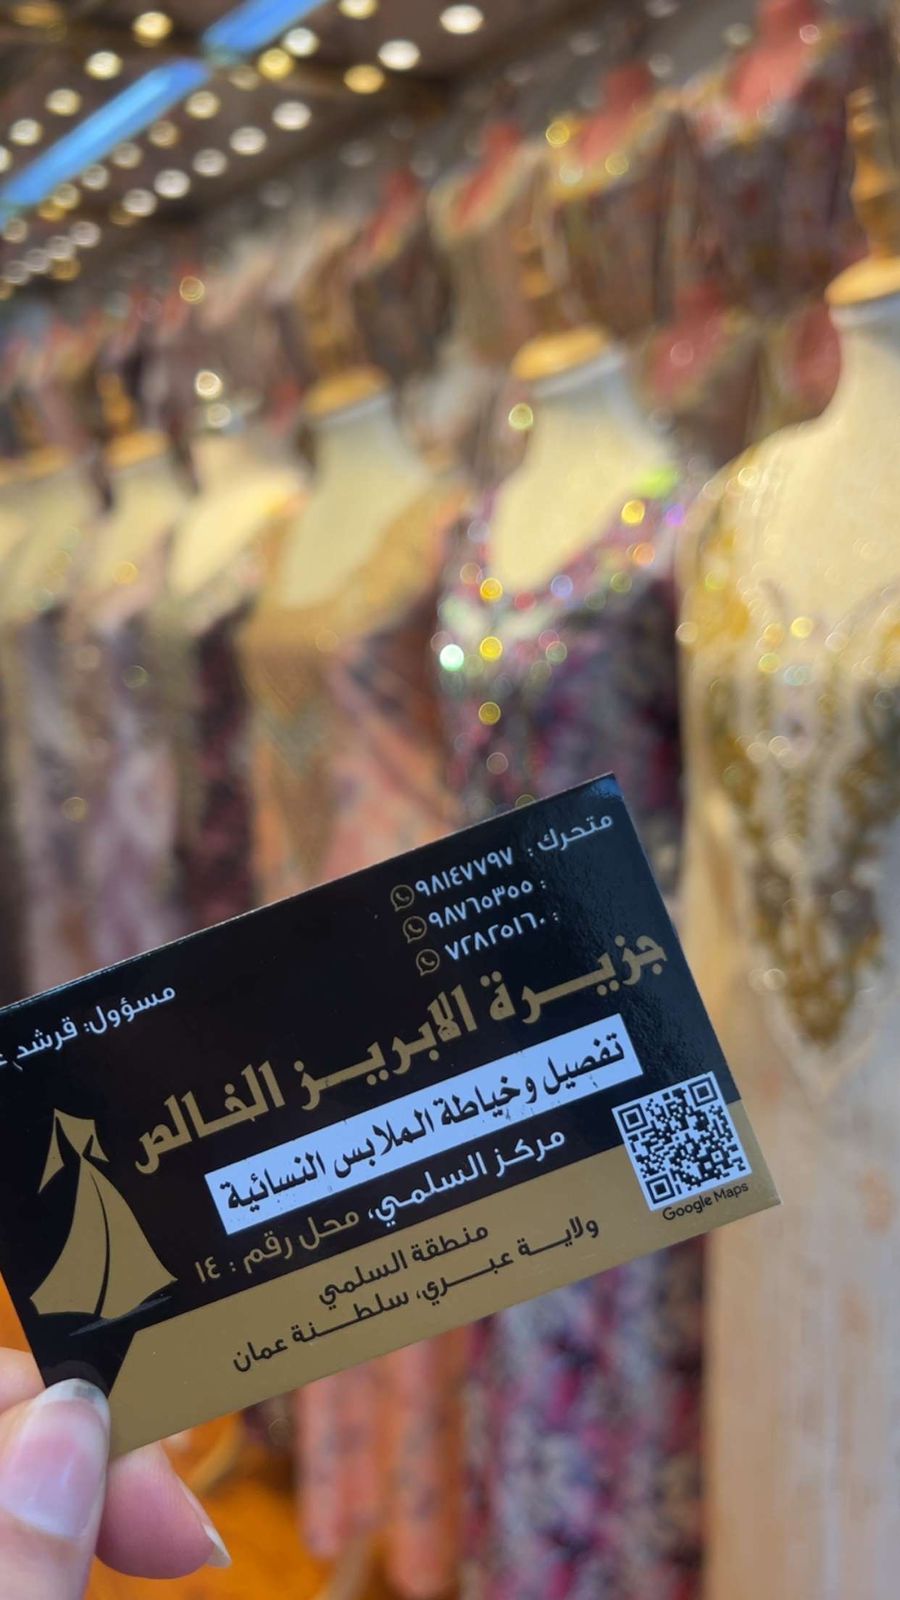 متحرك : ٩٨١٤٧٧٩٧
: ٩٨٧٦٥٣٥٥
: ٧٢٨٢٥١٦٠
مسؤول: قرشد
جزيرة الابريز الخالص
تفصيل وخياطة الملابس النسائية
مركز السلمي، محل رقم : ١٤
منطقة السلمي
ولاية عبري، سلطنة عمان
Google Maps